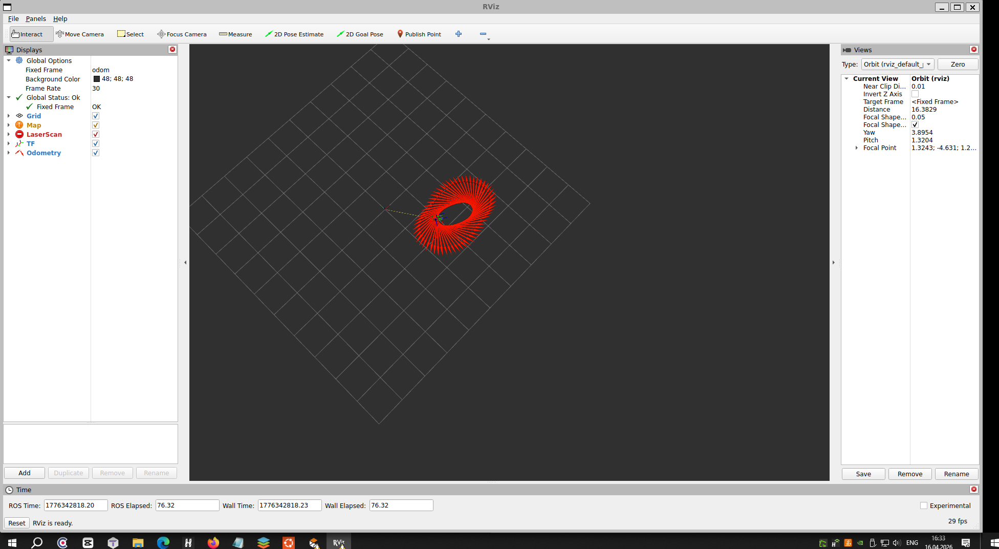 RViz
File Panels Help
Interact Move Camera Select Focus Camera Measure 2D Pose Estimate 2D Goal Pose Publish Point
Displays
Global Options
Fixed Frame odom
Background Color 48; 48; 48
Frame Rate 30
Global Status: Ok
Fixed Frame OK
Grid
Map
LaserScan
TF
Odometry
Add Duplicate Remove Rename
Views
Type: Orbit (rviz_default_ Zero
Current View Orbit (rviz)
Near Clip Di... 0.01
Invert Z Axis
Target Frame <Fixed Frame>
Distance 16.3829
Focal Shape... 0.05
Focal Shape...
Yaw 3.8954
Pitch 1.3204
Focal Point 1.3243; -4.631; 1.2...
Save Remove Rename
Time
ROS Time: 1776342818.20 ROS Elapsed: 76.32 Wall Time: 1776342818.23 Wall Elapsed: 76.32 Experimental
Reset RViz is ready. 29 fps
RViz
ENG
16:33
16.04.2026